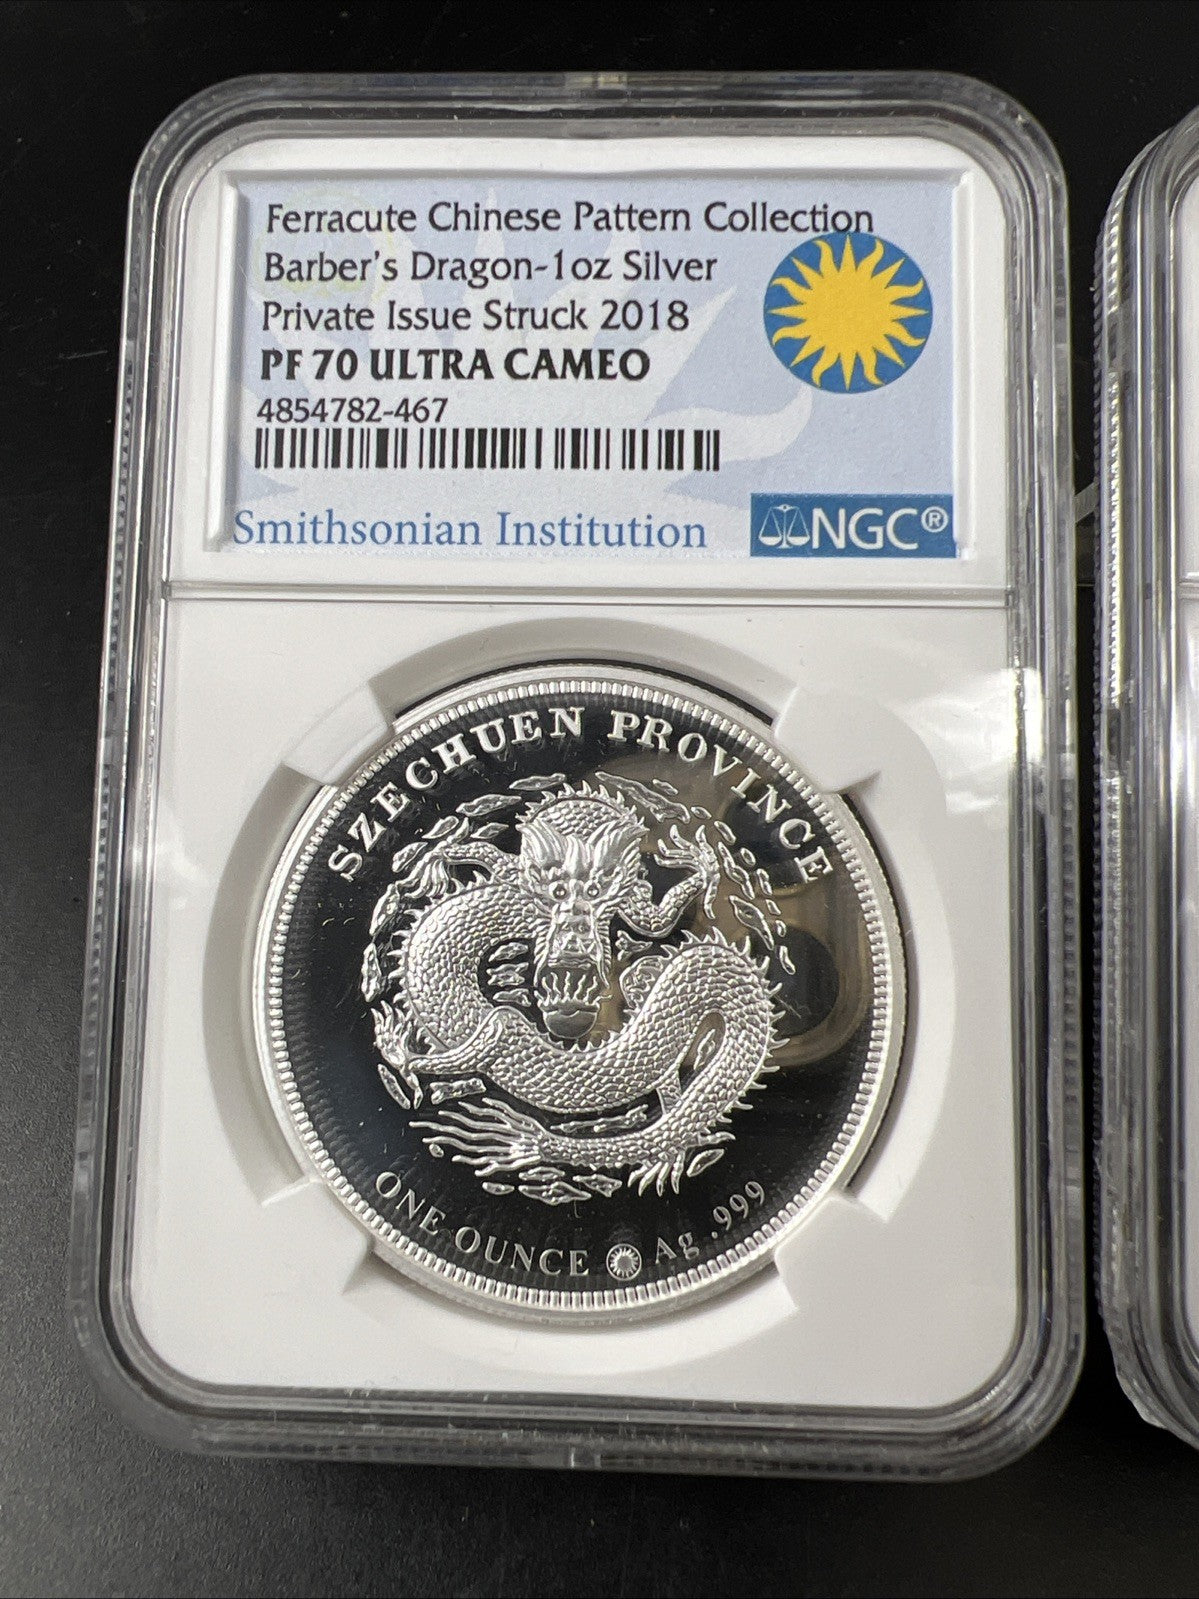 Ferracute Chinese Pattern Collection
Barber's Dragon-1oz Silver
Private Issue Struck 2018
PF 70 ULTRA CAMEO
4854782-467
Smithsonian Institution
NGC®
SZECHUEN PROVINCE
ONE OUNCE Ag .999